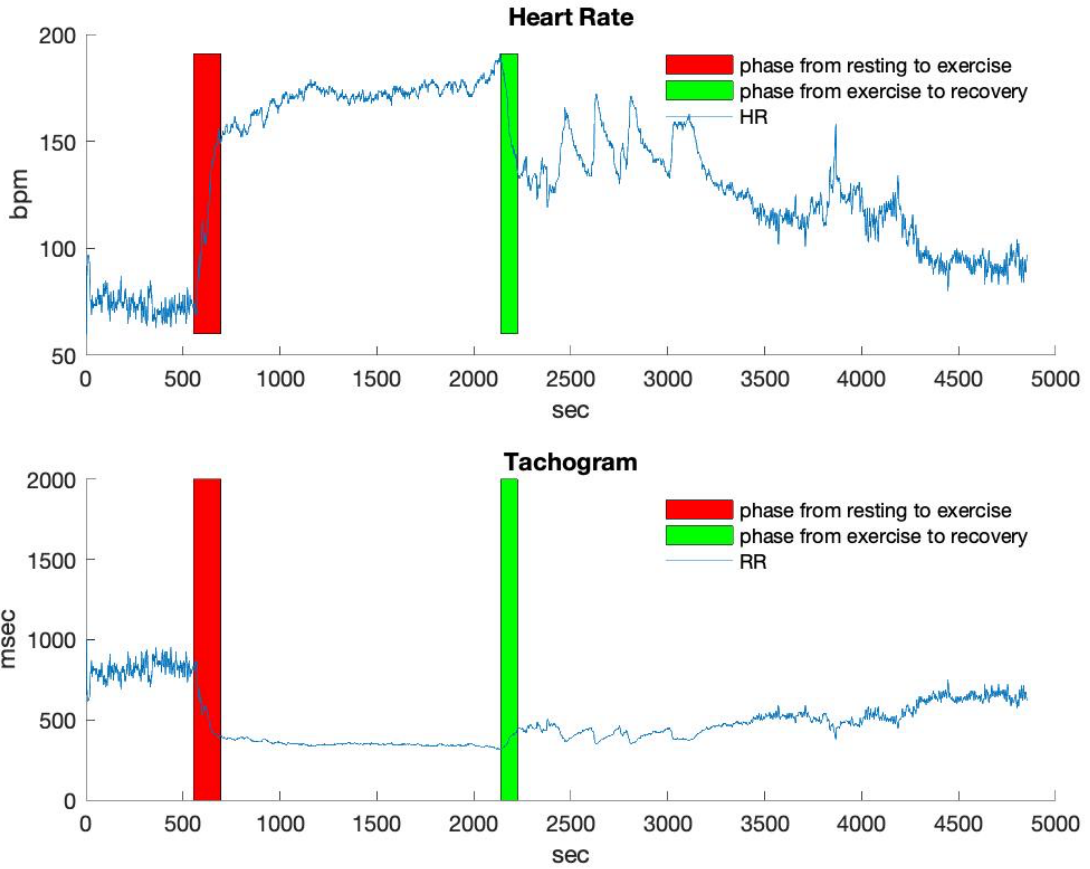 Heart Rate
200
150
100
50
bpm
phase from resting to exercise
phase from exercise to recovery
HR
0 500 1000 1500 2000 2500 3000 3500 4000 4500 5000
sec
Tachogram
2000
1500
1000
500
0
msec
phase from resting to exercise
phase from exercise to recovery
RR
0 500 1000 1500 2000 2500 3000 3500 4000 4500 5000
sec